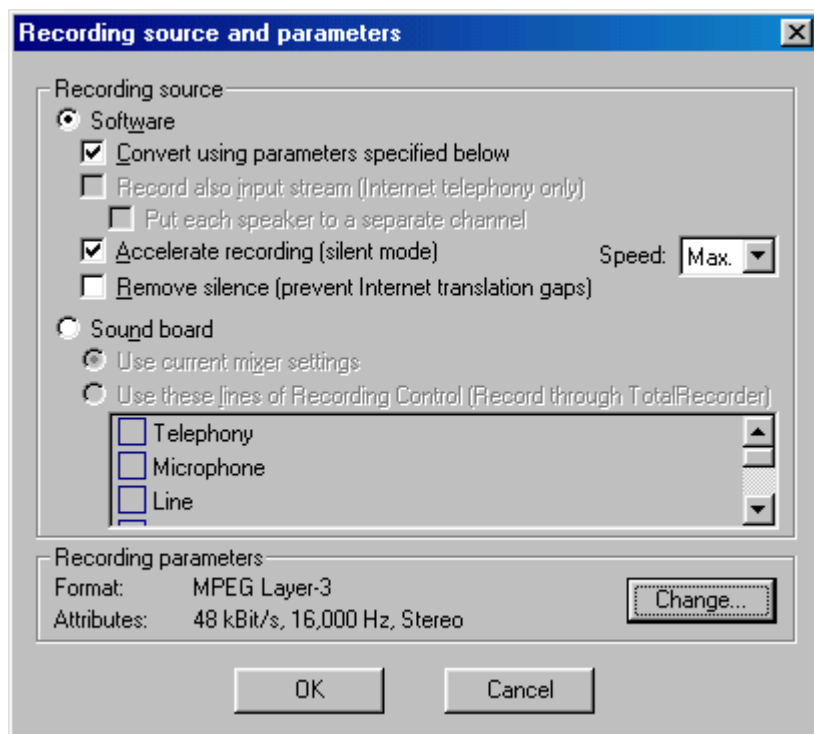 Recording source and parameters
Recording source
Software
Convert using parameters specified below
Record also input stream (Internet telephony only)
Put each speaker to a separate channel
Accelerate recording (silent mode) Speed: Max.
Remove silence (prevent Internet translation gaps)
Sound board
Use current mixer settings
Use these lines of Recording Control (Record through TotalRecorder)
Telephony
Microphone
Line
Recording parameters
Format: MPEG Layer-3
Change...
Attributes: 48 kBit/s, 16,000 Hz, Stereo
OK Cancel